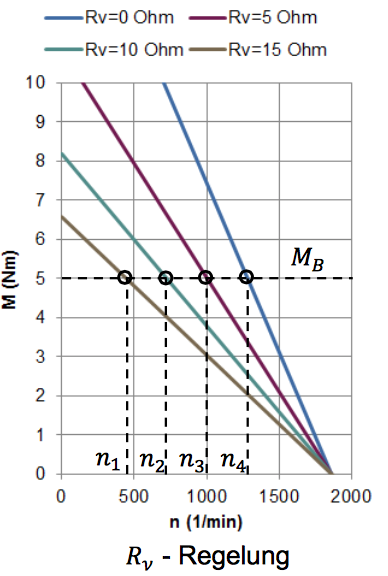 Rv=0 Ohm Rv=5 Ohm
Rv=10 Ohm Rv=15 Ohm
10
9
8
7
6
5
4
3
2
1
0
M (Nm)
M_B
n_1 n_2 n_3 n_4
0 500 1000 1500 2000
n (1/min)
R_v - Regelung